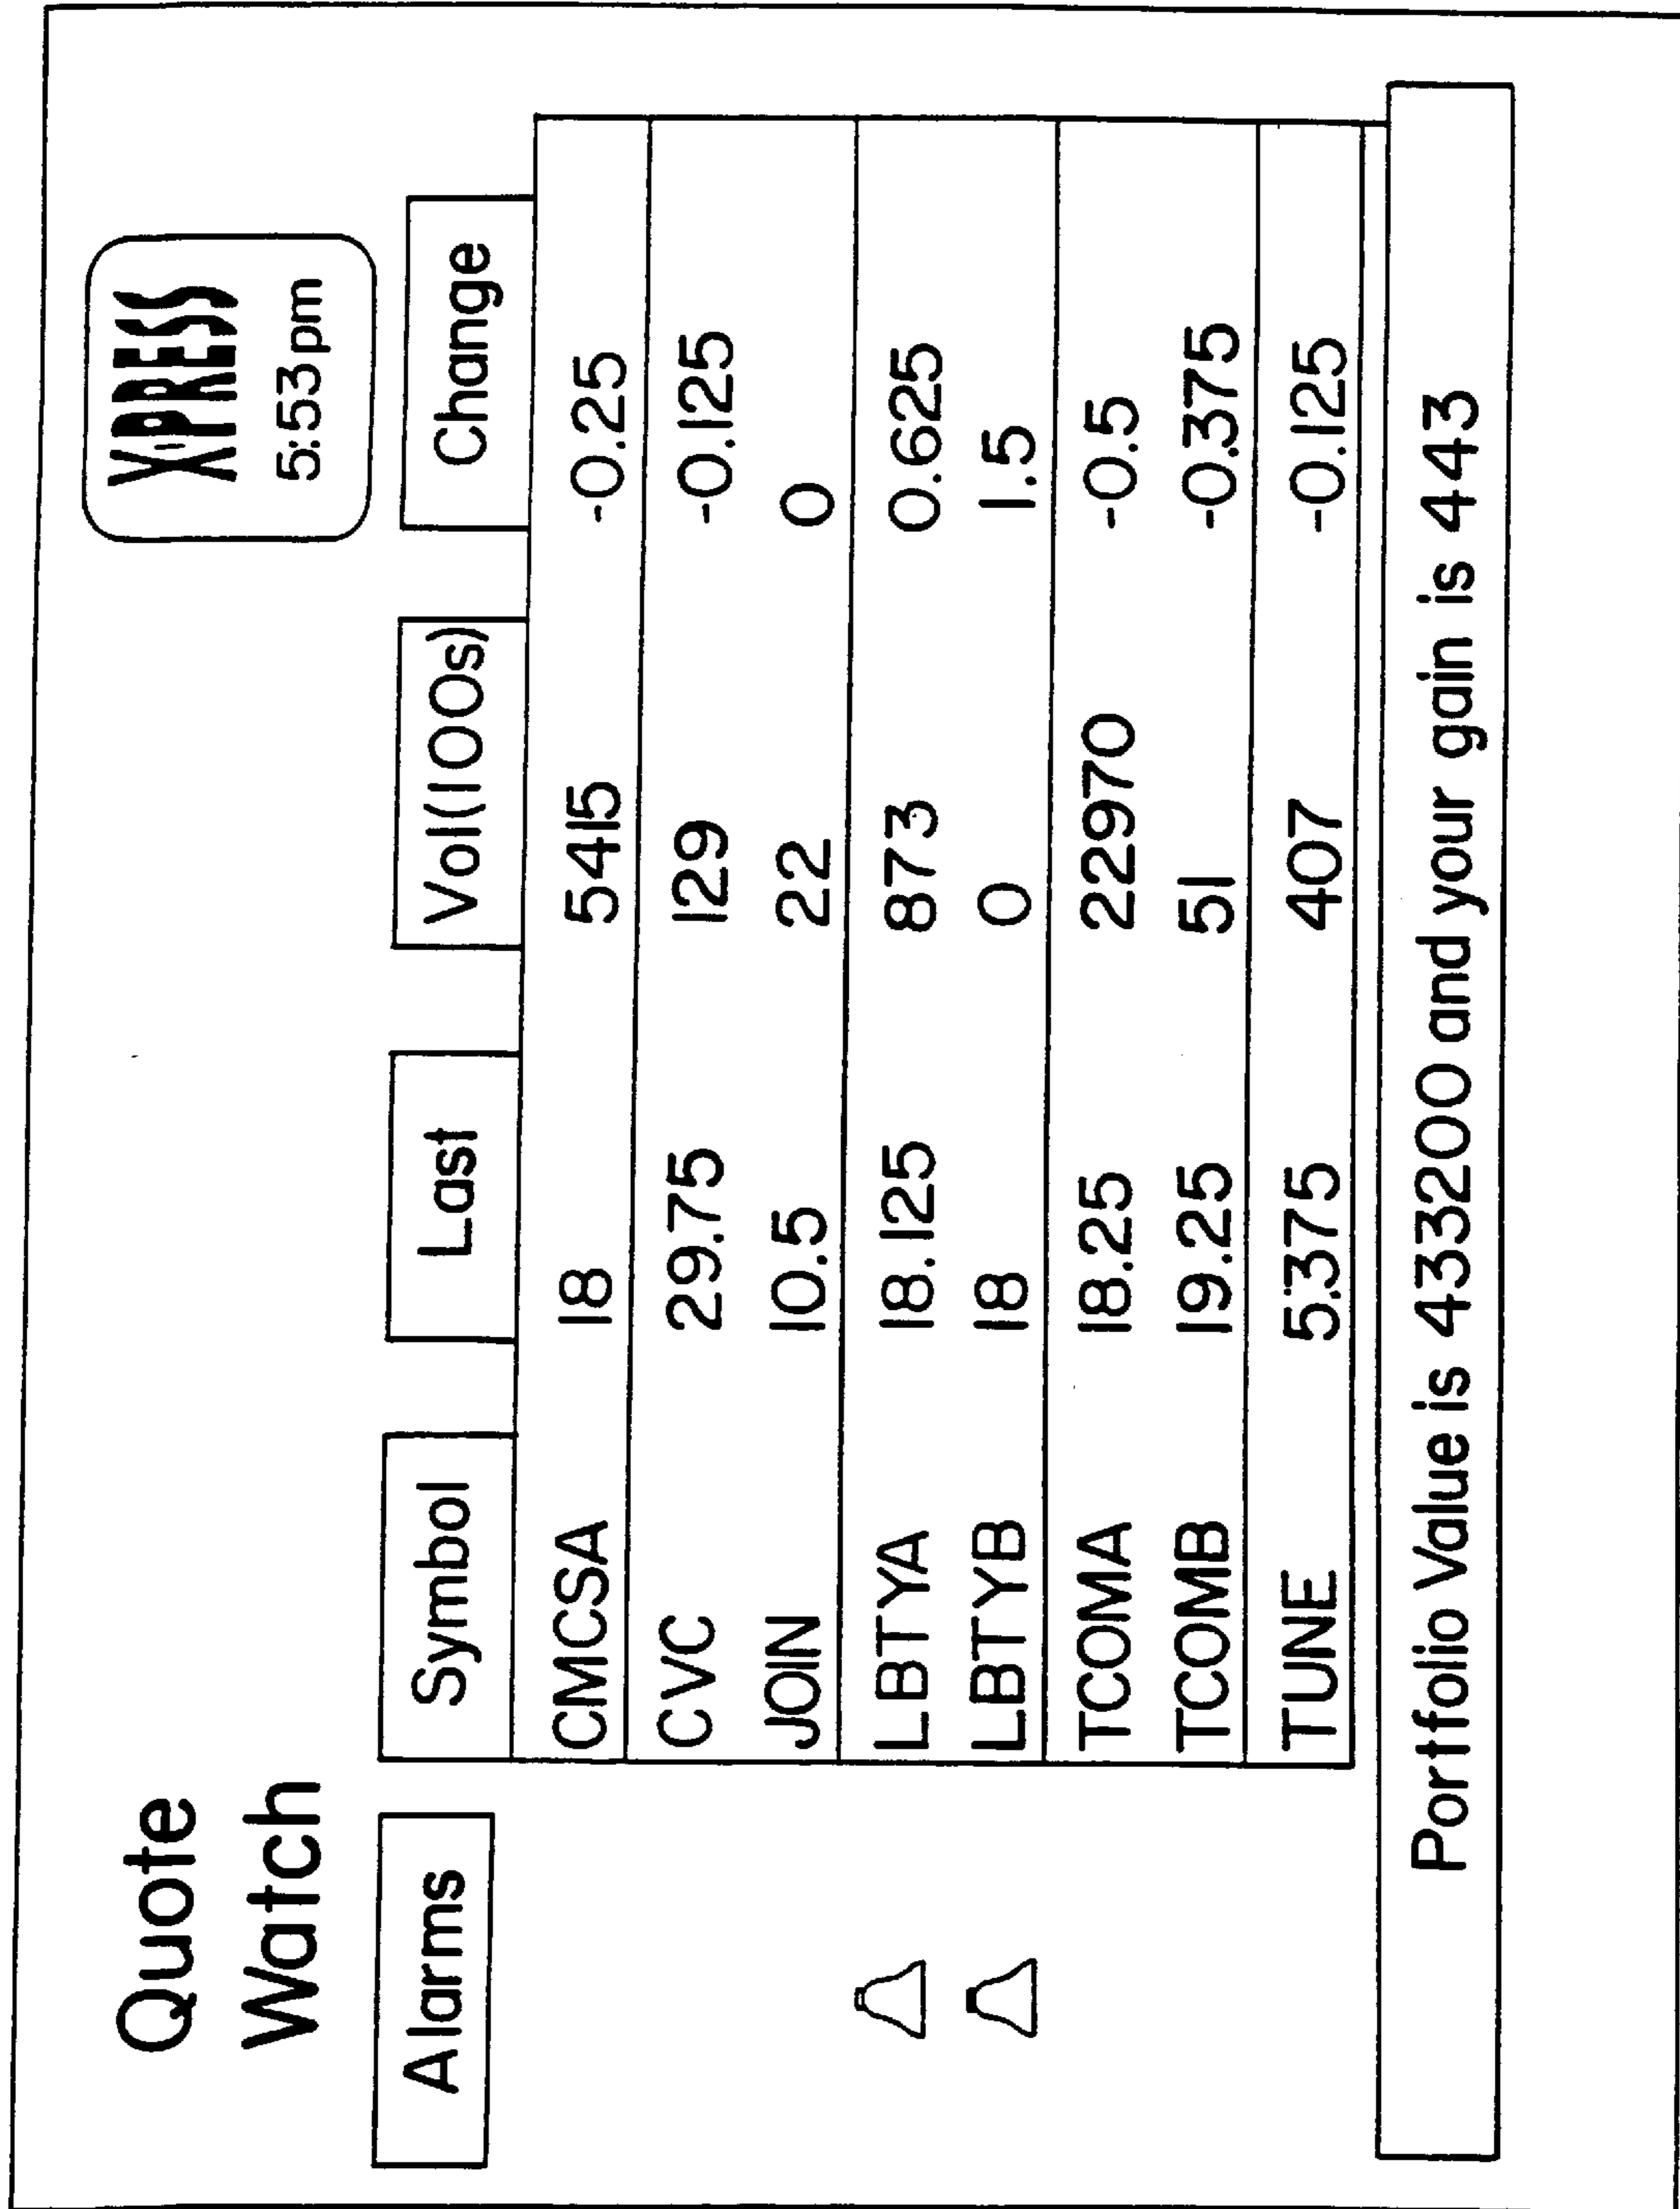 Quote
Watch
XPRESS
5:53pm
Alarms Symbol Last Vol(100s) Change
CMCSA 18 5415 -0.25
CVC 29.75 129 -0.125
JOIN 10.5 22 0
LBTYA 18.125 873 0.625
LBTYB 18 0 1.5
TCOMA 18.25 22970 -0.5
TCOMB 19.25 51 -0.375
TUNE 5.375 407 -0.125
Portfolio Value is 433200 and your gain is 443